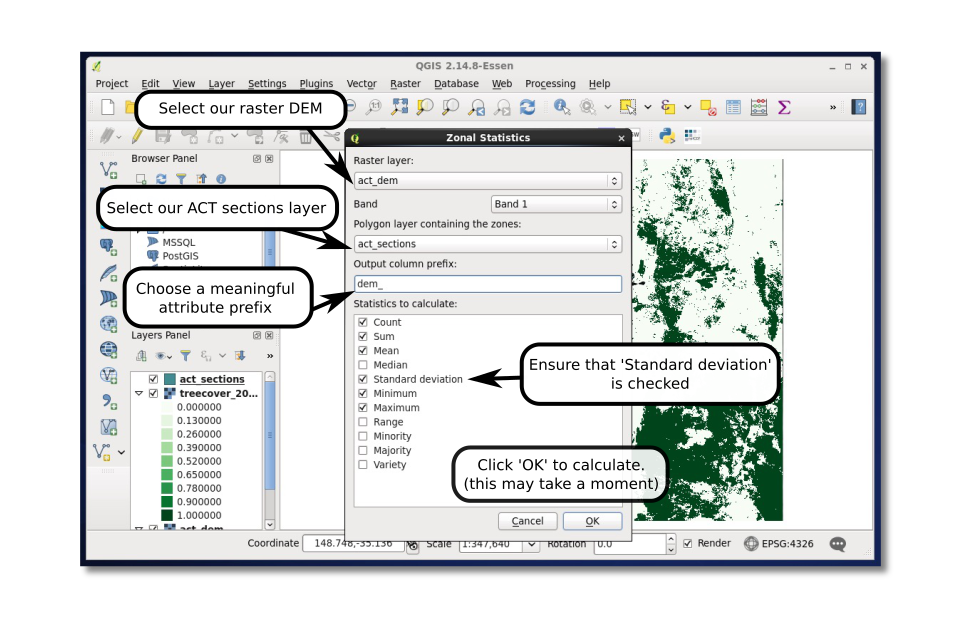 QGIS 2.14.8-Essen
Project Edit View Layer Settings Plugins Vector Raster Database Web Processing Help
Select our raster DEM
Zonal Statistics
Browser Panel
Raster layer:
act_dem
Select our ACT sections layer
Band Band 1
Polygon layer containing the zones:
MSSQL
act_sections
PostGIS
Output column prefix:
dem_
Choose a meaningful
attribute prefix
Statistics to calculate:
Count
Sum
Mean
Median
Standard deviation
Minimum
Maximum
Range
Minority
Majority
Variety
Ensure that 'Standard deviation'
is checked
Click 'OK' to calculate.
(this may take a moment)
Cancel OK
Layers Panel
act_sections
treecover_20...
0.000000
0.130000
0.260000
0.390000
0.520000
0.650000
0.780000
0.900000
1.000000
act_dem
Coordinate 148.748,-35.136 Scale 1:347,640 Rotation 0.0 Render EPSG:4326